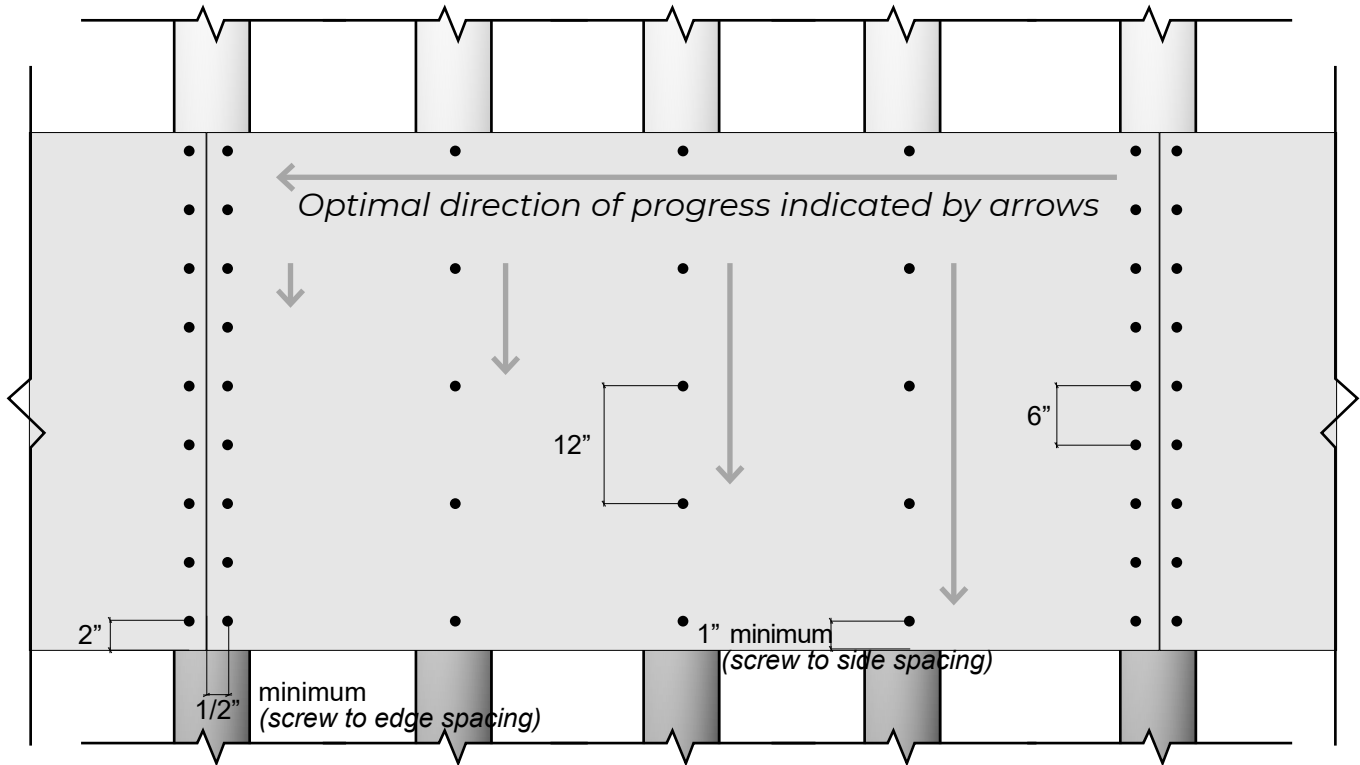 Optimal direction of progress indicated by arrows
12”
6”
2”
1” minimum
(screw to side spacing)
1/2” minimum
(screw to edge spacing)